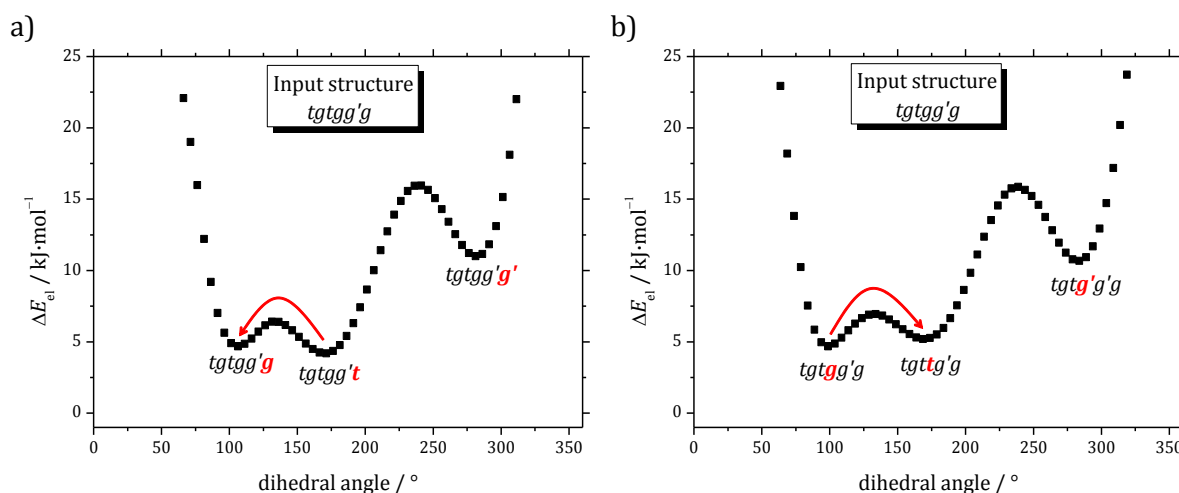 a)
25
20
15
10
5
0
ΔEel / kJ·mol⁻¹
Input structure
tgtgg'g
tgtgg'g
tgtgg't
tgtgg'g'
0 50 100 150 200 250 300 350
dihedral angle / °
b)
25
20
15
10
5
0
ΔEel / kJ·mol⁻¹
Input structure
tgtgg'g
tgtgg'g
tgttg'g
tgtg'g'g
0 50 100 150 200 250 300 350
dihedral angle / °